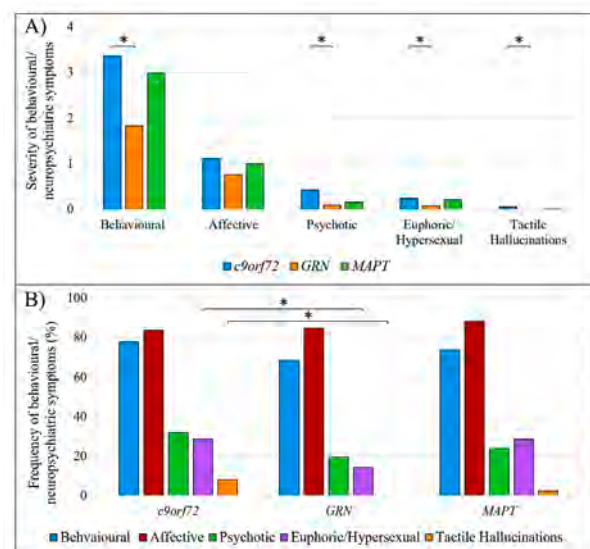 A)
Severity of behavioural/
neuropsychiatric symptoms
4
3
2
1
0
*
*
*
*
Behavioural
Affective
Psychotic
Euphoric/
Hypersexual
Tactile
Hallucinations
c9orf72 GRN MAPT
B)
Frequency of behavioural/
neuropsychiatric symptoms (%)
100
80
60
40
20
0
*
*
c9orf72
GRN
MAPT
Behvaioural Affective Psychotic Euphoric/Hypersexual Tactile Hallucinations